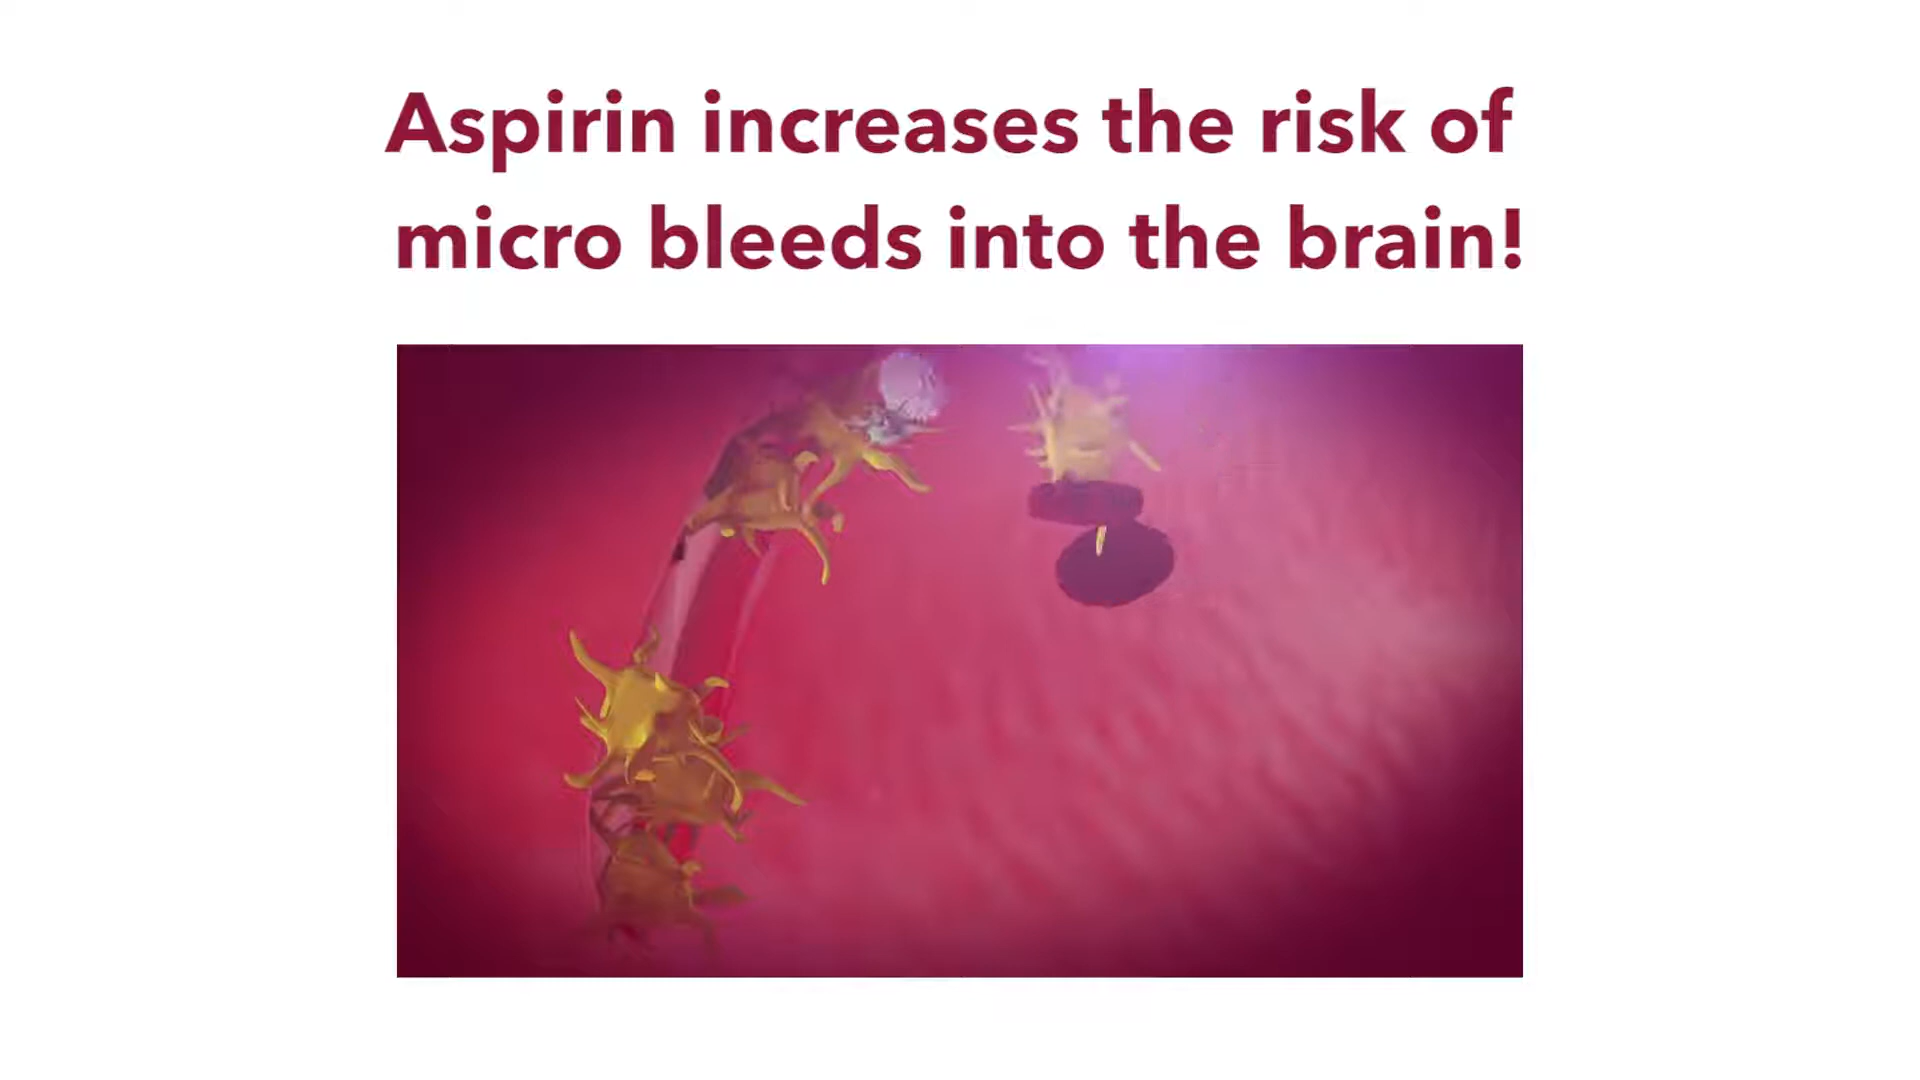 Aspirin increases the risk of
micro bleeds into the brain!